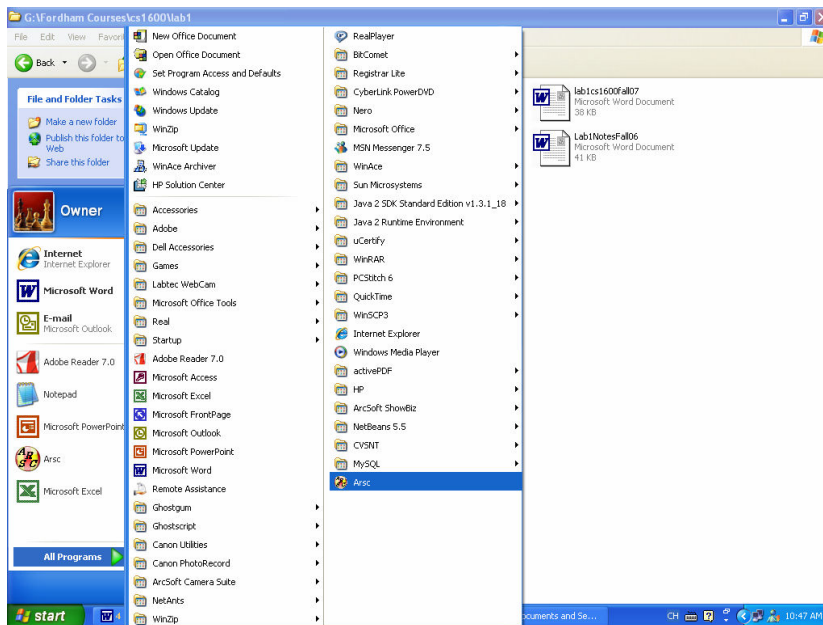 G:\Fordham Courses\cs1600\lab1
File Edit View Favori
Back
File and Folder Tasks
Make a new folder
Publish this folder to
Web
Share this folder
Owner
Internet
Internet Explorer
Microsoft Word
E-mail
Microsoft Outlook
Adobe Reader 7.0
Notepad
Microsoft PowerPoint
Arsc
Microsoft Excel
All Programs
New Office Document
Open Office Document
Set Program Access and Defaults
Windows Catalog
Windows Update
WinZip
Microsoft Update
WinAce Archiver
HP Solution Center
Accessories
Adobe
Dell Accessories
Games
Labtec WebCam
Microsoft Office Tools
Real
Startup
Adobe Reader 7.0
Microsoft Access
Microsoft Excel
Microsoft FrontPage
Microsoft Outlook
Microsoft PowerPoint
Microsoft Word
Remote Assistance
Ghostgum
Ghostscript
Canon Utilities
Canon PhotoRecord
ArcSoft Camera Suite
NetAnts
WinZip
RealPlayer
BitComet
Registrar Lite
CyberLink PowerDVD
Nero
Microsoft Office
MSN Messenger 7.5
WinAce
Sun Microsystems
Java 2 SDK Standard Edition v1.3.1_18
Java 2 Runtime Environment
uCertify
WinRAR
PCStitch 6
QuickTime
WinSCP3
Internet Explorer
Windows Media Player
activePDF
HP
ArcSoft ShowBiz
NetBeans 5.5
CVSNT
MySQL
Arsc
lab1cs1600fall07
Microsoft Word Document
38 KB
Lab1NotesFall06
Microsoft Word Document
41 KB
start
4
ocuments and Se...
CH
10:47 AM